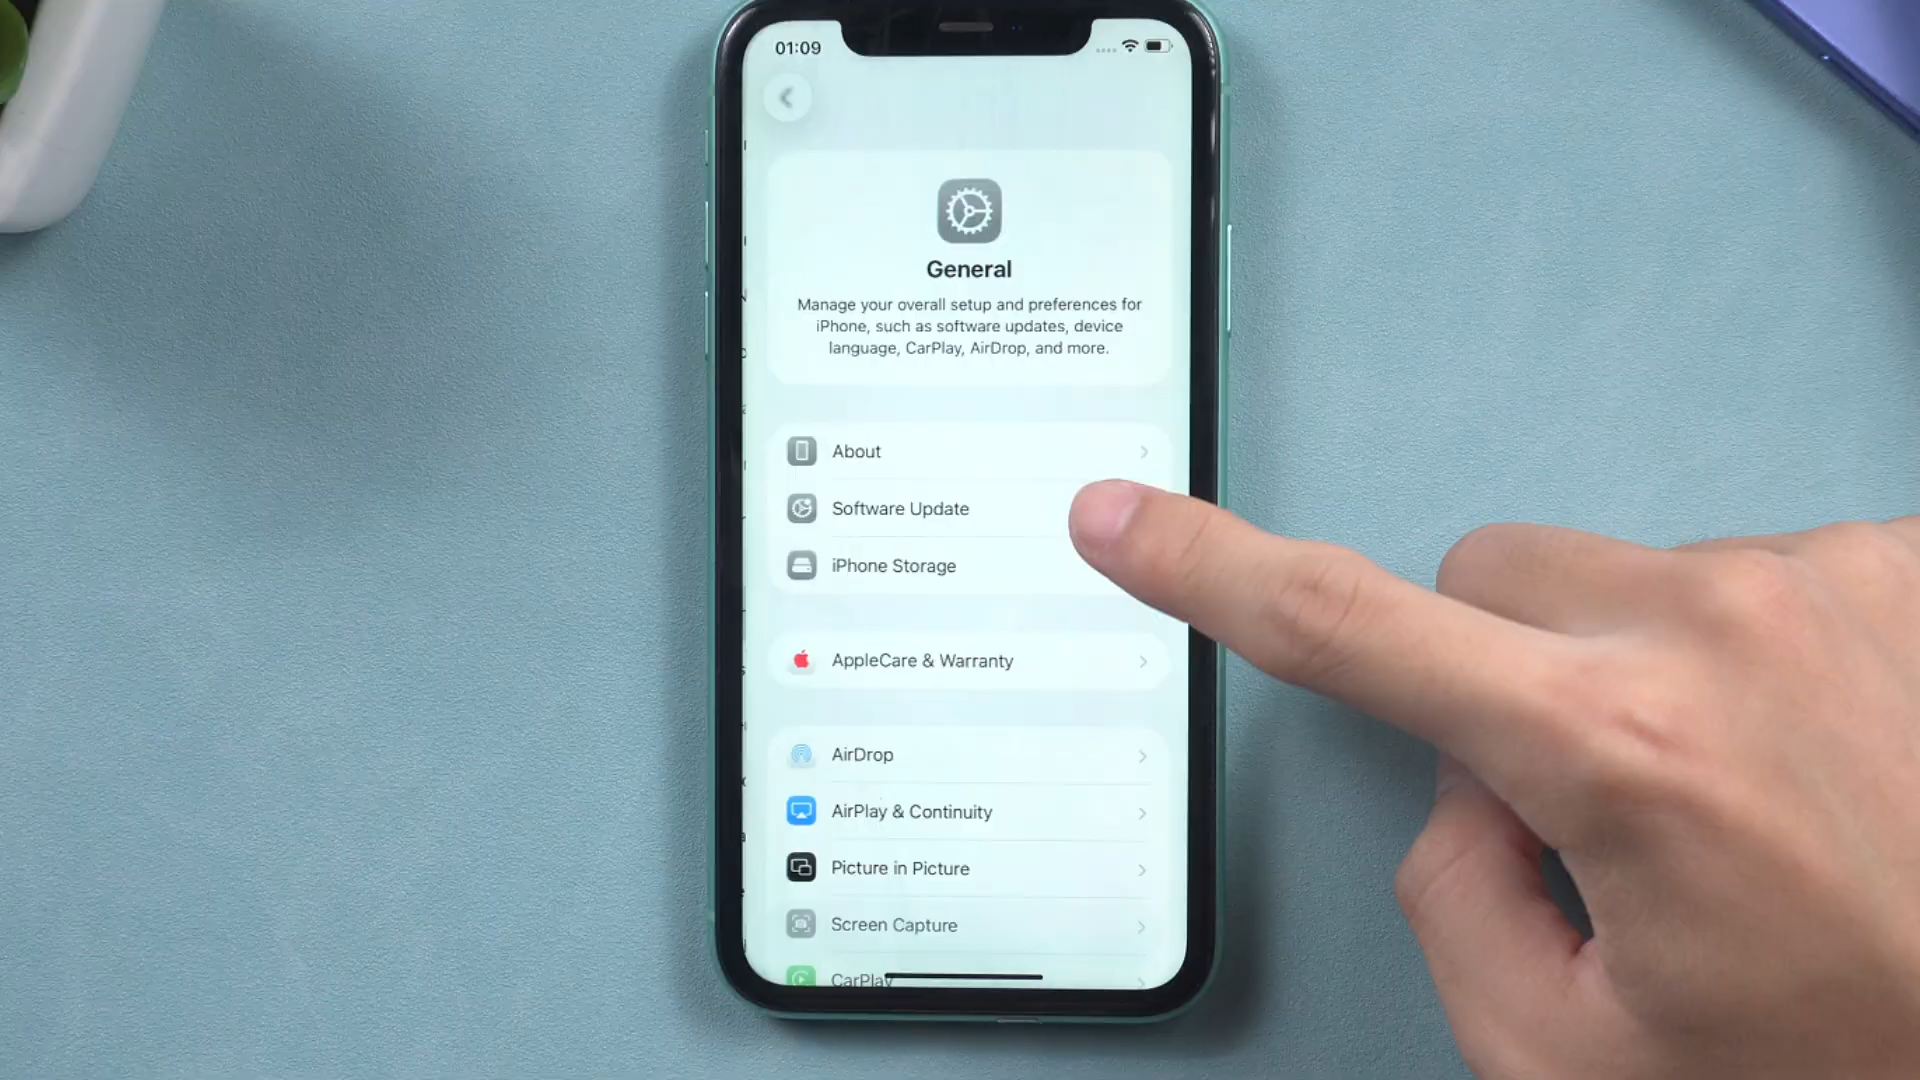 01:09
General
Manage your overall setup and preferences for
iPhone, such as software updates, device
language, CarPlay, AirDrop, and more.
About
Software Update
iPhone Storage
AppleCare & Warranty
AirDrop
AirPlay & Continuity
Picture in Picture
Screen Capture
CarPlay